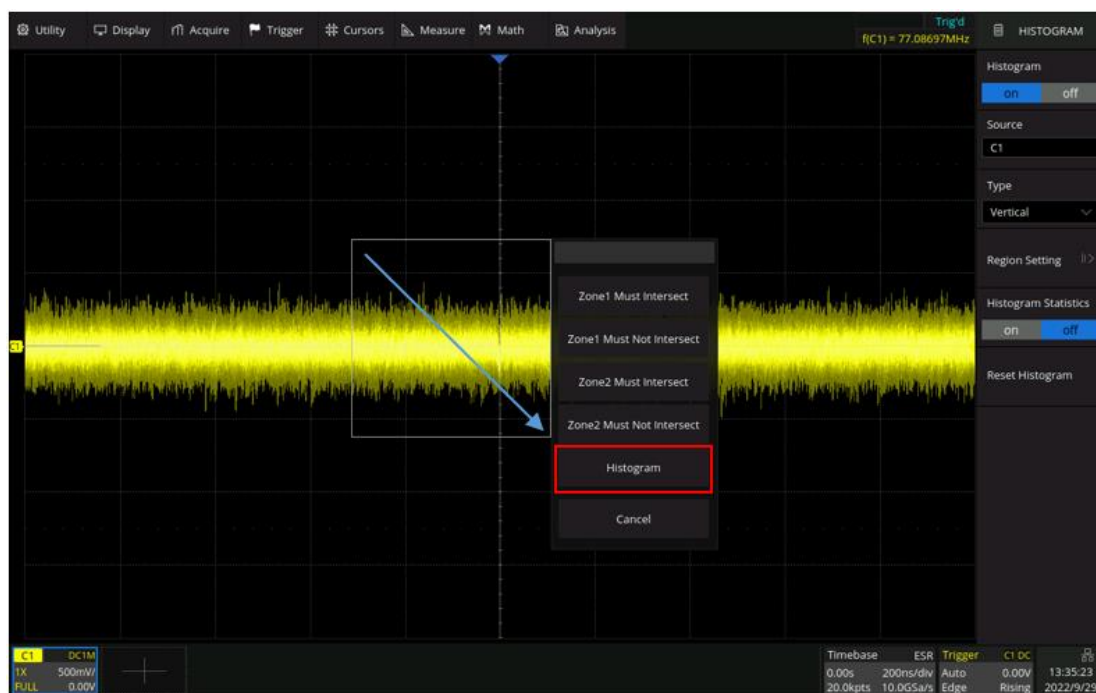 Utility Display Acquire Trigger Cursors Measure Math Analysis
Trig'd
f(C1) = 77.08697MHz
HISTOGRAM
Histogram
on off
Source
C1
Type
Vertical
Region Setting
Histogram Statistics
on off
Reset Histogram
Zone1 Must Intersect
Zone1 Must Not Intersect
Zone2 Must Intersect
Zone2 Must Not Intersect
Histogram
Cancel
C1
C1 DC1M
1X 500mV/
FULL 0.00V
Timebase ESR
0.00s 200ns/div
20.0kpts 10.0GSa/s
Trigger C1 DC
Auto 0.00V
Edge Rising
13:35:23
2022/9/29